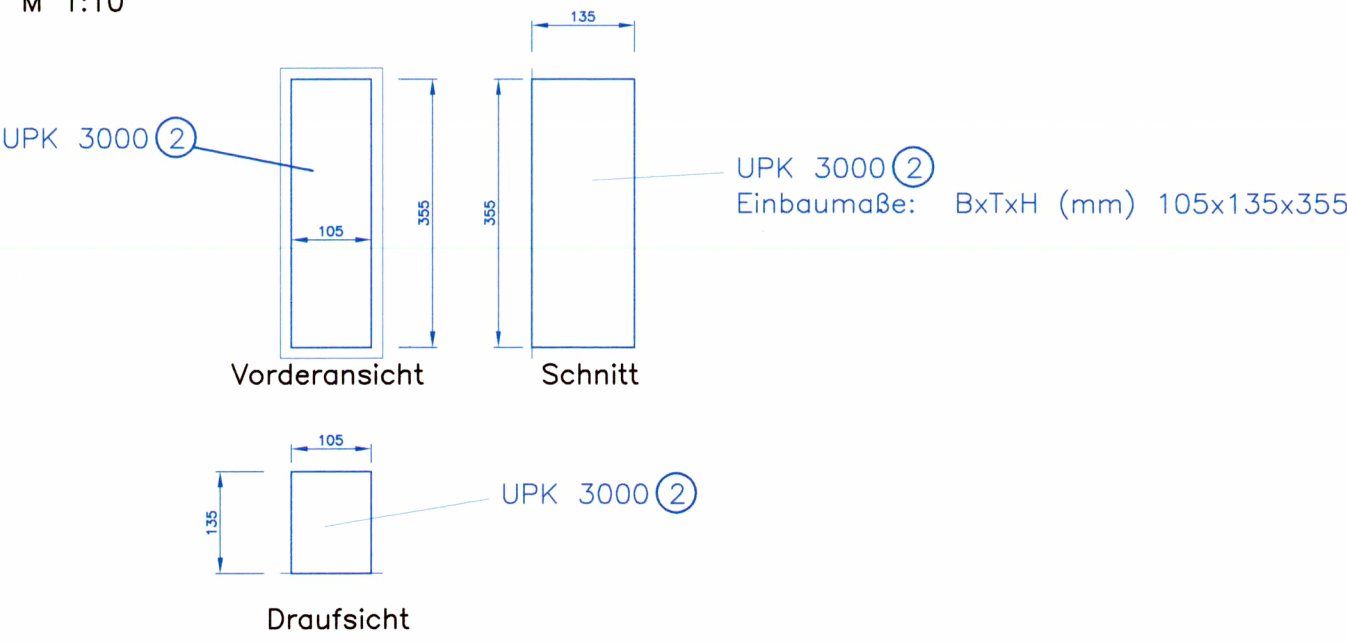 M 1:10
135
UPK 3000 2
105
355
355
UPK 3000 2
Einbaumaße: BxTxH (mm) 105x135x355
Vorderansicht
Schnitt
105
135
UPK 3000 2
Draufsicht